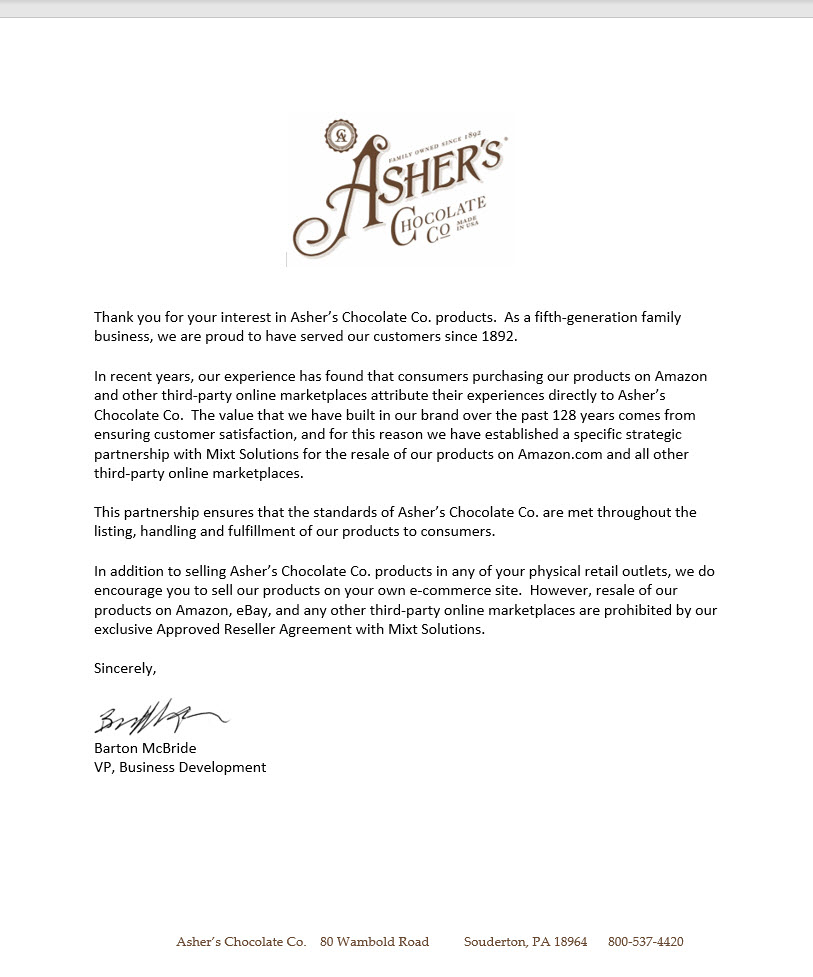 CA
FAMILY OWNED SINCE 1892
ASHER'S
CHOCOLATE
CO MADE
IN USA
Thank you for your interest in Asher’s Chocolate Co. products.  As a fifth-generation family
business, we are proud to have served our customers since 1892.
In recent years, our experience has found that consumers purchasing our products on Amazon
and other third-party online marketplaces attribute their experiences directly to Asher’s
Chocolate Co.  The value that we have built in our brand over the past 128 years comes from
ensuring customer satisfaction, and for this reason we have established a specific strategic
partnership with Mixt Solutions for the resale of our products on Amazon.com and all other
third-party online marketplaces.
This partnership ensures that the standards of Asher’s Chocolate Co. are met throughout the
listing, handling and fulfillment of our products to consumers.
In addition to selling Asher’s Chocolate Co. products in any of your physical retail outlets, we do
encourage you to sell our products on your own e-commerce site.  However, resale of our
products on Amazon, eBay, and any other third-party online marketplaces are prohibited by our
exclusive Approved Reseller Agreement with Mixt Solutions.
Sincerely,
Barton McBride
VP, Business Development
Asher’s Chocolate Co.    80 Wambold Road    Souderton, PA 18964    800-537-4420